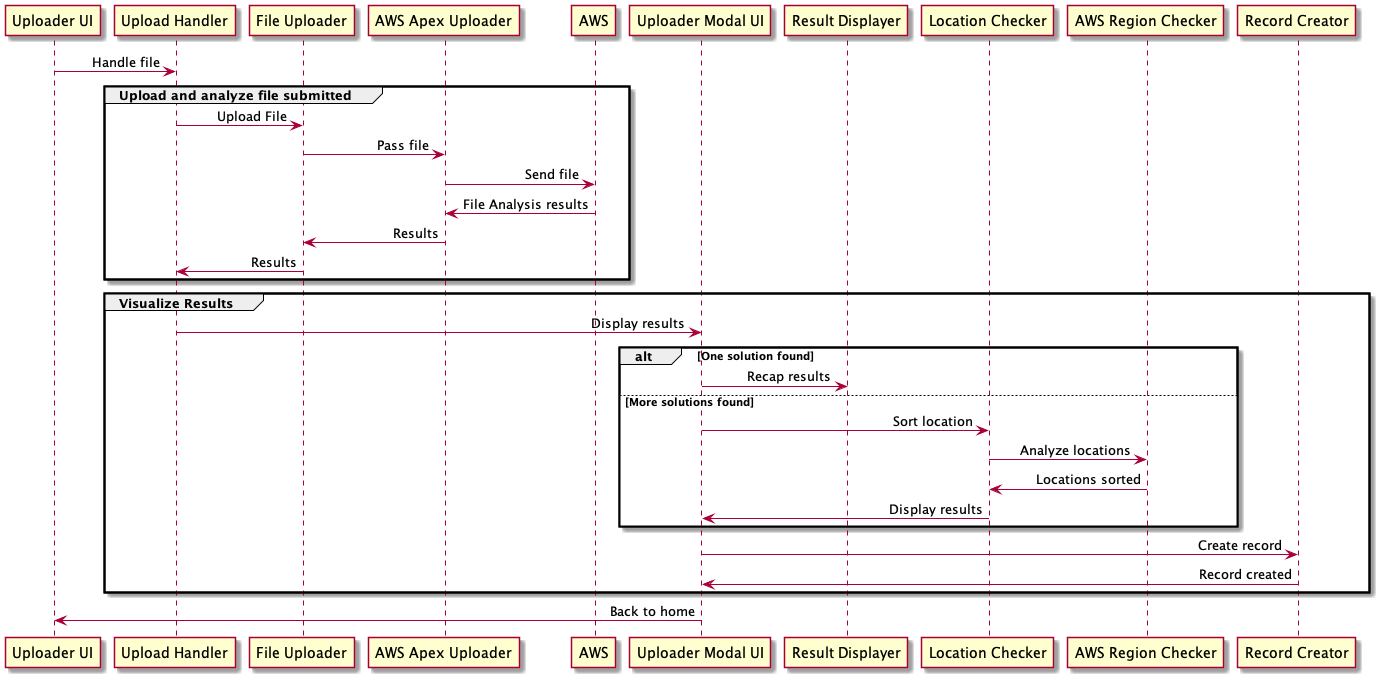 Uploader UI
Upload Handler
File Uploader
AWS Apex Uploader
AWS
Uploader Modal UI
Result Displayer
Location Checker
AWS Region Checker
Record Creator
Handle file
Upload and analyze file submitted
Upload File
Pass file
Send file
File Analysis results
Results
Results
Visualize Results
Display results
alt
[One solution found]
Recap results
[More solutions found]
Sort location
Analyze locations
Locations sorted
Display results
Create record
Record created
Back to home
Uploader UI
Upload Handler
File Uploader
AWS Apex Uploader
AWS
Uploader Modal UI
Result Displayer
Location Checker
AWS Region Checker
Record Creator